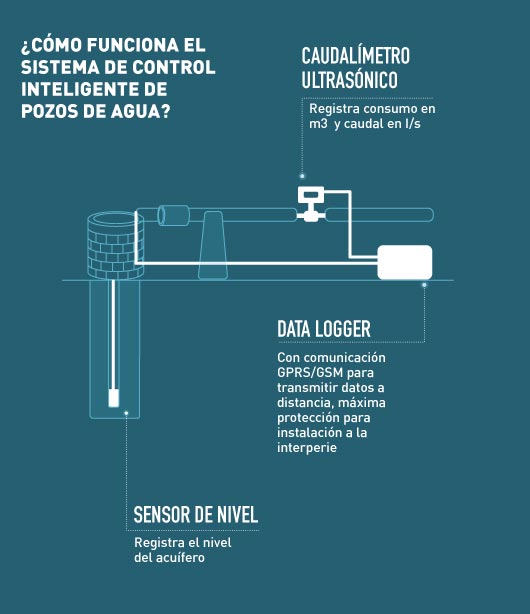 ¿CÓMO FUNCIONA EL
SISTEMA DE CONTROL
INTELIGENTE DE
POZOS DE AGUA?
CAUDALÍMETRO
ULTRASÓNICO
Registra consumo en
m3 y caudal en l/s
DATA LOGGER
Con comunicación
GPRS/GSM para
transmitir datos a
distancia, máxima
protección para
instalación a la
interperie
SENSOR DE NIVEL
Registra el nivel
del acuífero